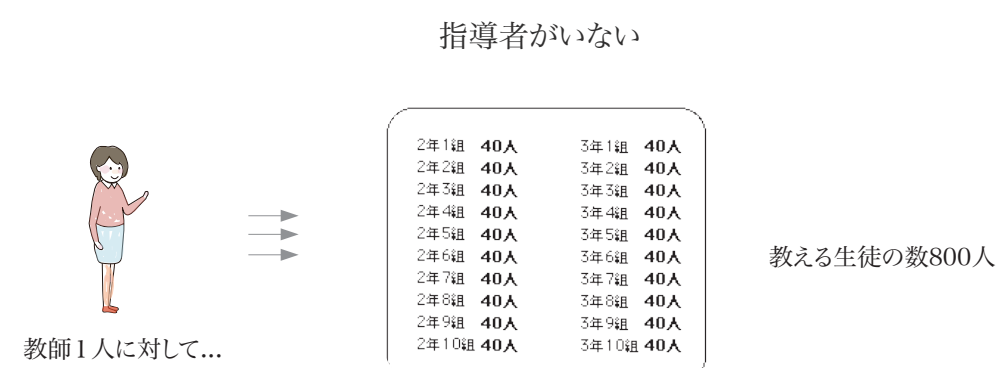 指導者がいない
2年1組 40人 3年1組 40人
2年2組 40人 3年2組 40人
2年3組 40人 3年3組 40人
2年4組 40人 3年4組 40人
2年5組 40人 3年5組 40人
2年6組 40人 3年6組 40人
2年7組 40人 3年7組 40人
2年8組 40人 3年8組 40人
2年9組 40人 3年9組 40人
2年10組 40人 3年10組 40人
教える生徒の数800人
教師1人に対して...